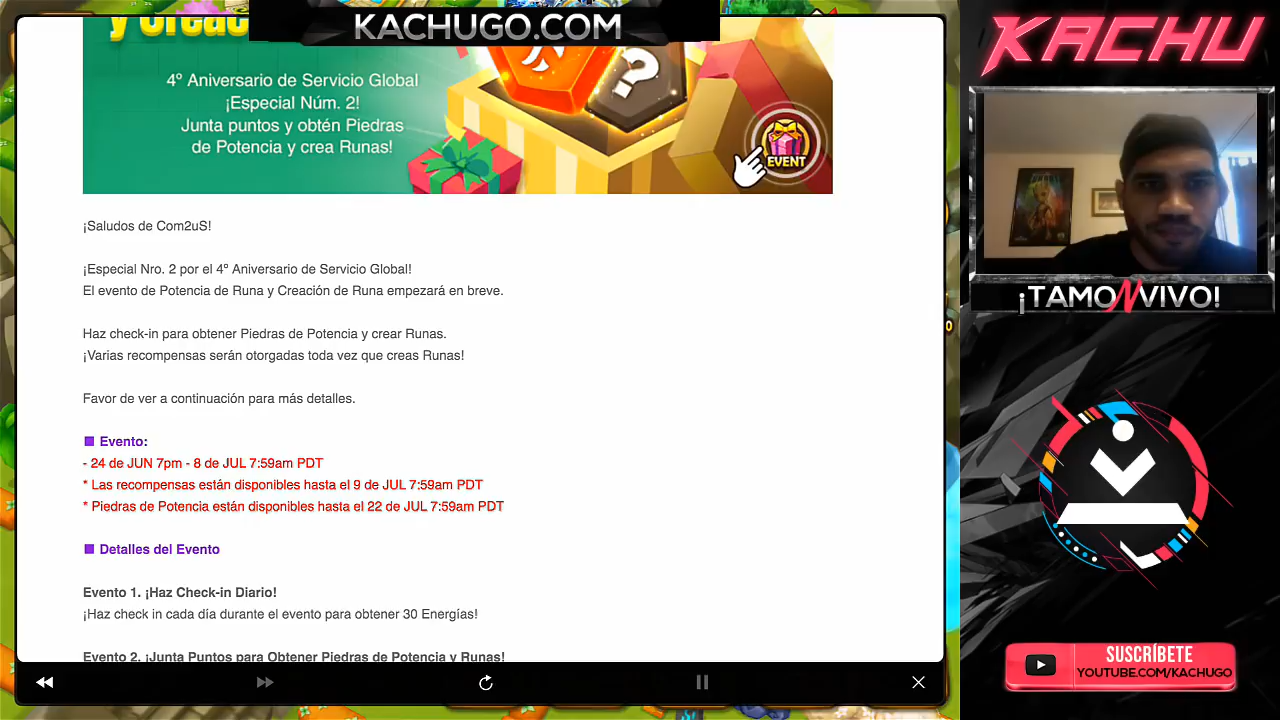 KACHUGO.COM
4º Aniversario de Servicio Global
¡Especial Núm. 2!
Junta puntos y obtén Piedras
de Potencia y crea Runas!
EVENT
¡Saludos de Com2uS!
¡Especial Nro. 2 por el 4º Aniversario de Servicio Global!
El evento de Potencia de Runa y Creación de Runa empezará en breve.
Haz check-in para obtener Piedras de Potencia y crear Runas.
¡Varias recompensas serán otorgadas toda vez que creas Runas!
Favor de ver a continuación para más detalles.
Evento:
- 24 de JUN 7pm - 8 de JUL 7:59am PDT
* Las recompensas están disponibles hasta el 9 de JUL 7:59am PDT
* Piedras de Potencia están disponibles hasta el 22 de JUL 7:59am PDT
Detalles del Evento
Evento 1. ¡Haz Check-in Diario!
¡Haz check in cada día durante el evento para obtener 30 Energías!
Evento 2. ¡Junta Puntos para Obtener Piedras de Potencia y Runas!
KACHU
¡TAMONVIVO!
SUSCRÍBETE
YOUTUBE.COM/KACHUGO